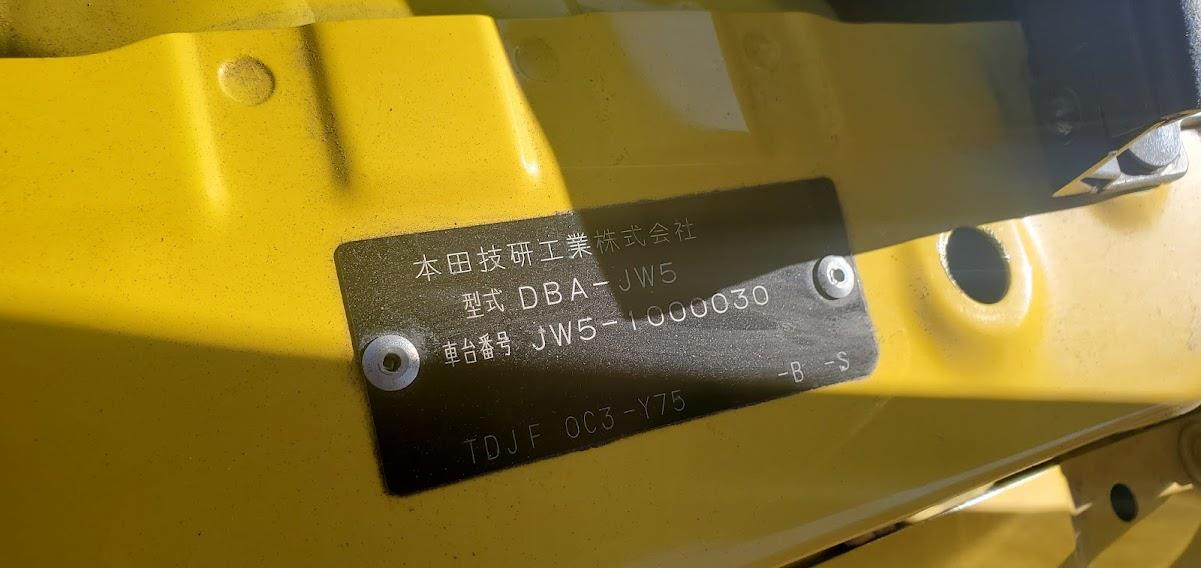 本田技研工業株式会社
型式 DBA-JW5
車台番号 JW5-1000030
-B -S
TDJF 0C3-Y75